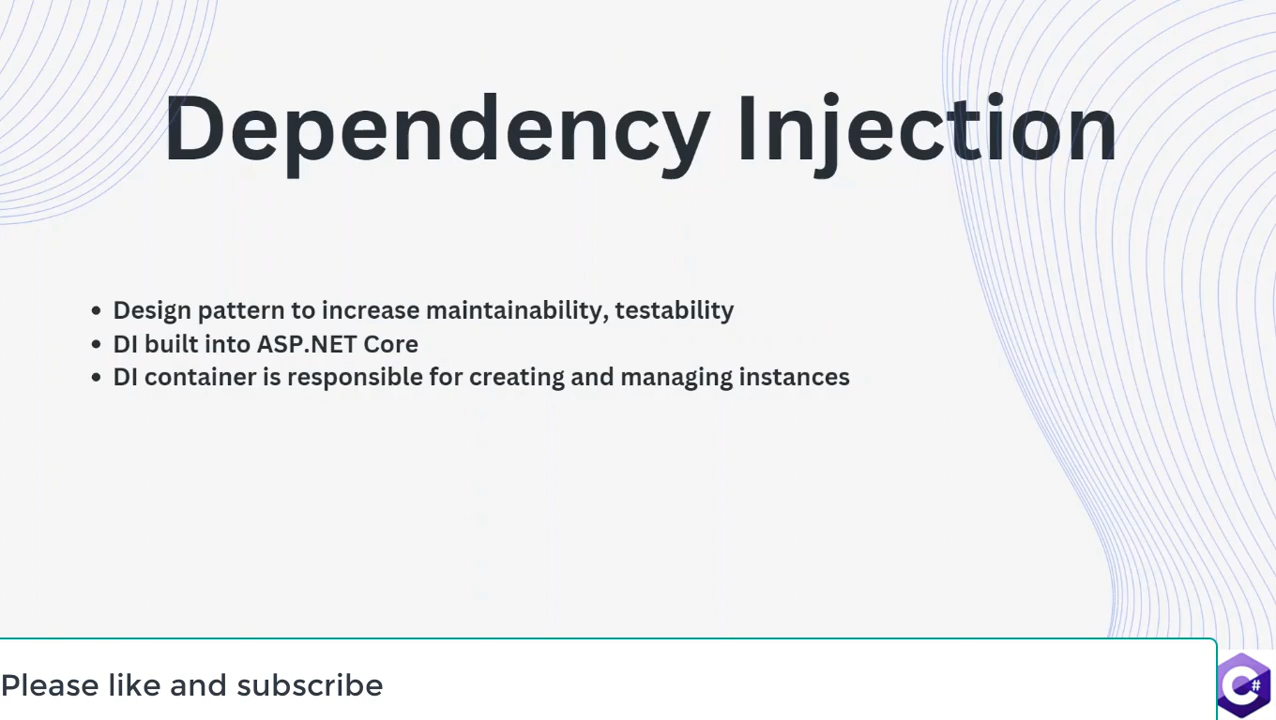 Dependency Injection
• Design pattern to increase maintainability, testability
• DI built into ASP.NET Core
• DI container is responsible for creating and managing instances
Please like and subscribe
C#